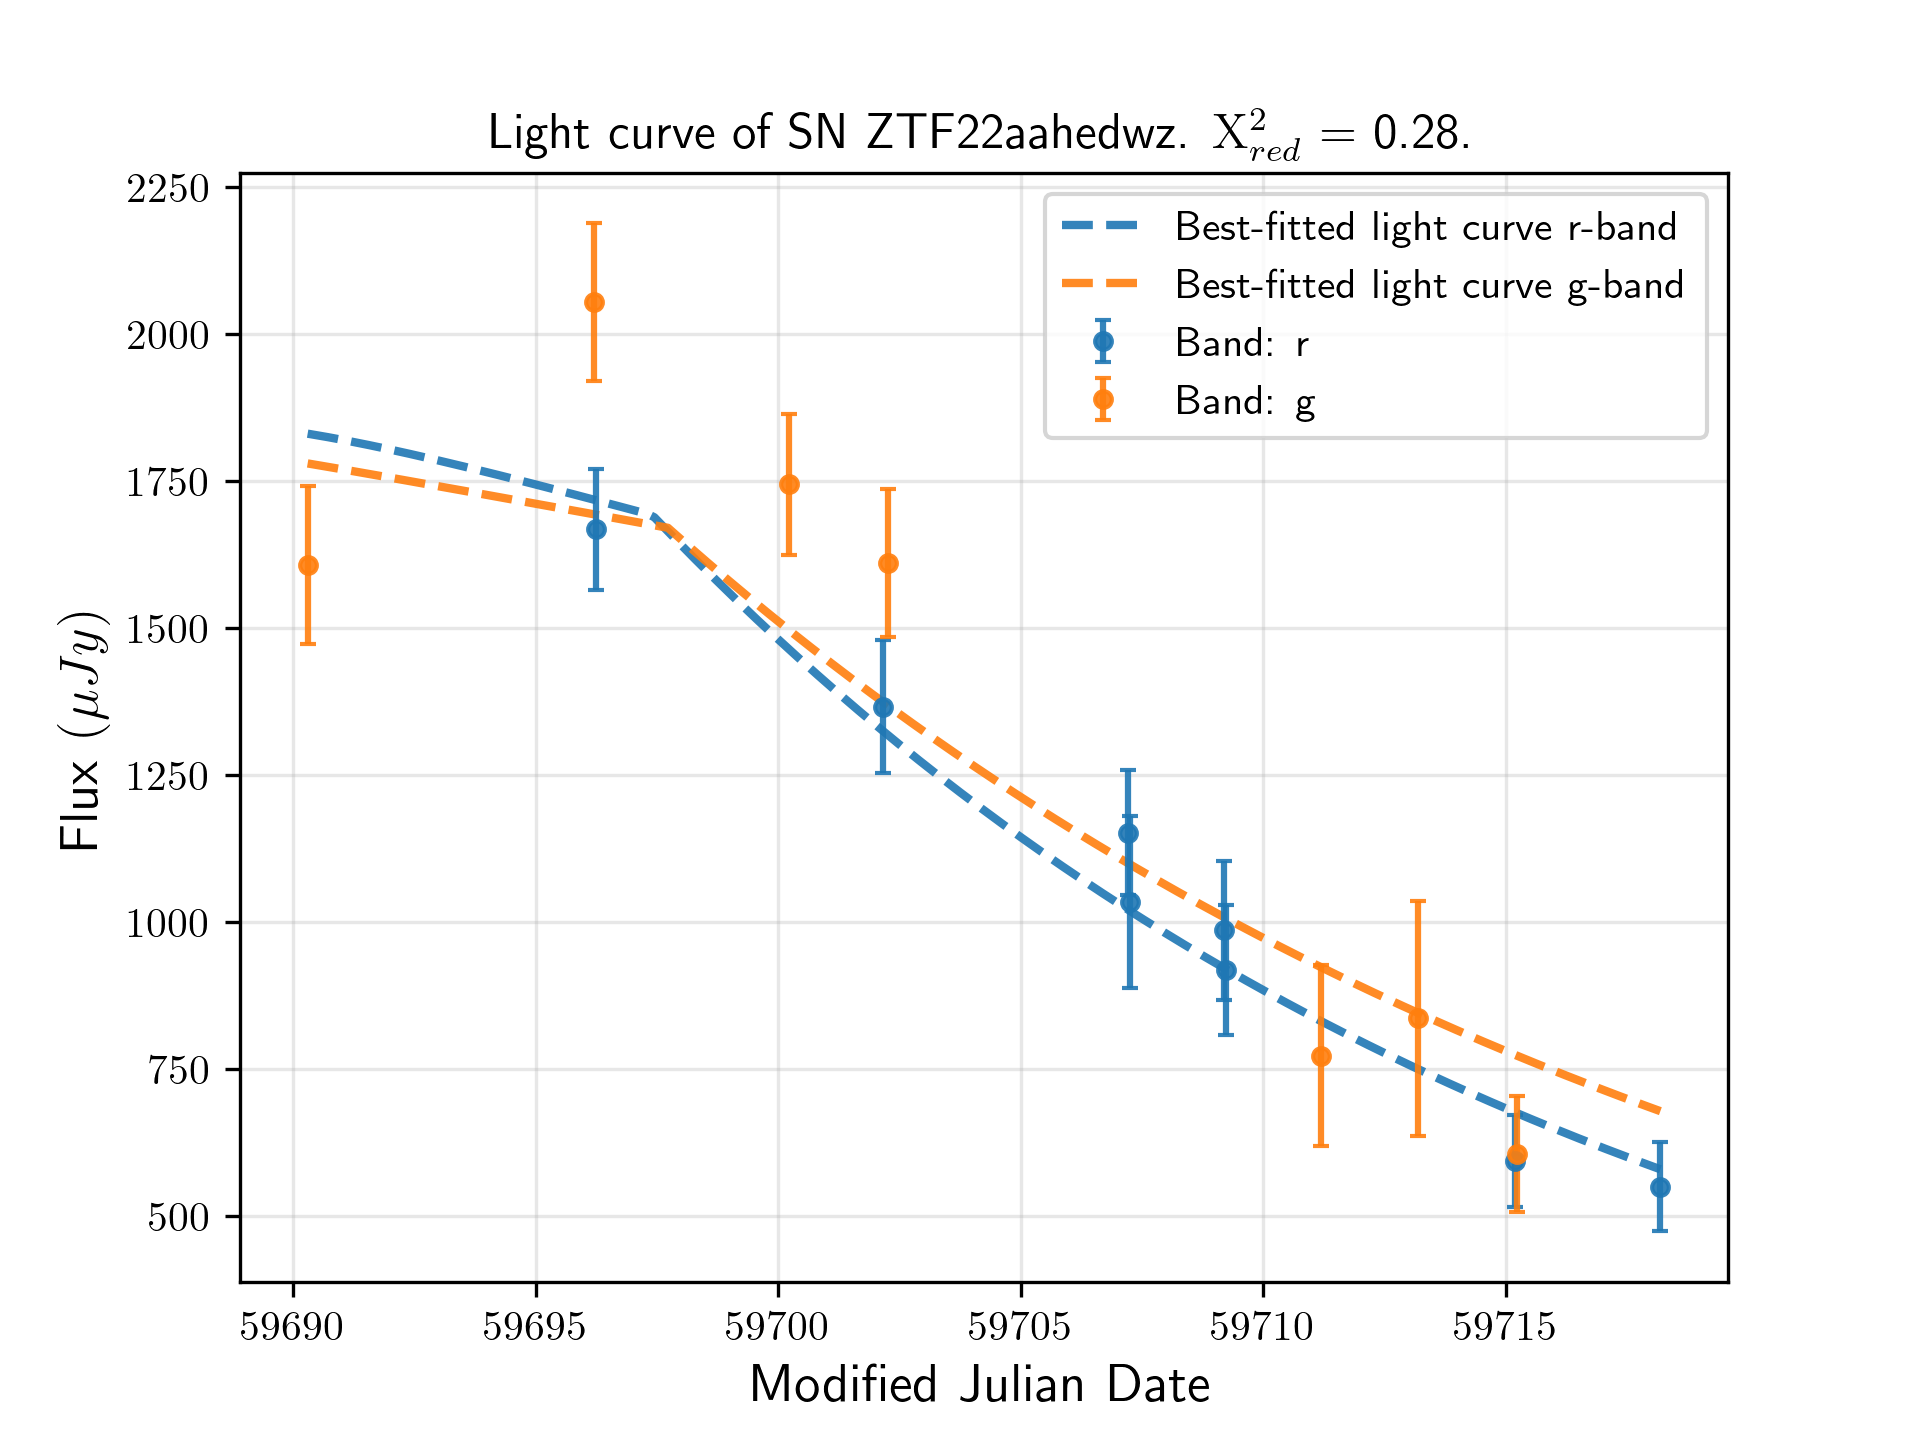 Light curve of SN ZTF22aahedwz. X²_red = 0.28.
2250
2000
1750
1500
1250
1000
750
500
Flux (μJy)
Best-fitted light curve r-band
Best-fitted light curve g-band
Band: r
Band: g
59690 59695 59700 59705 59710 59715
Modified Julian Date